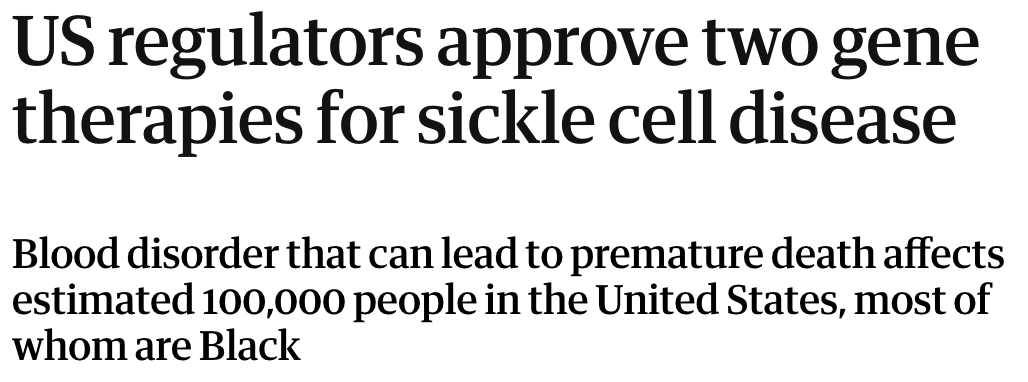 US regulators approve two gene
therapies for sickle cell disease
Blood disorder that can lead to premature death affects
estimated 100,000 people in the United States, most of
whom are Black